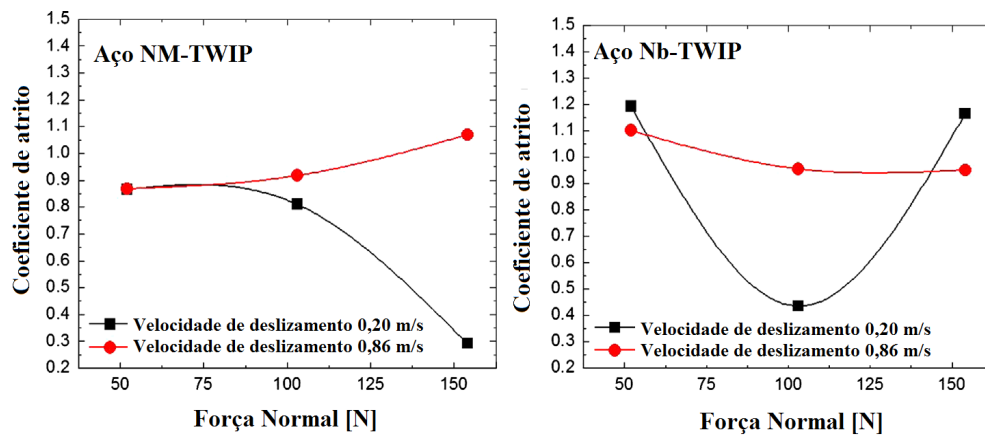 1.5
1.4
1.3
1.2
1.1
1.0
0.9
0.8
0.7
0.6
0.5
0.4
0.3
0.2
Coeficiente de atrito
Aço NM-TWIP
Velocidade de deslizamento 0,20 m/s
Velocidade de deslizamento 0,86 m/s
50 75 100 125 150
Força Normal [N]
1.5
1.4
1.3
1.2
1.1
1.0
0.9
0.8
0.7
0.6
0.5
0.4
0.3
0.2
Coeficiente de atrito
Aço Nb-TWIP
Velocidade de deslizamento 0,20 m/s
Velocidade de deslizamento 0,86 m/s
50 75 100 125 150
Força Normal [N]